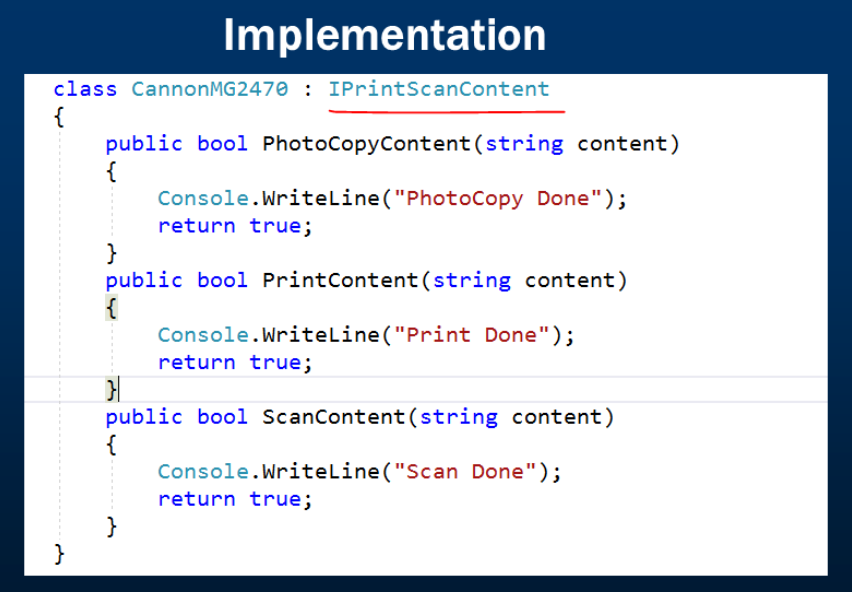 Implementation
class CannonMG2470 : IPrintScanContent
{
public bool PhotoCopyContent(string content)
{
Console.WriteLine("PhotoCopy Done");
return true;
}
public bool PrintContent(string content)
{
Console.WriteLine("Print Done");
return true;
}
public bool ScanContent(string content)
{
Console.WriteLine("Scan Done");
return true;
}
}